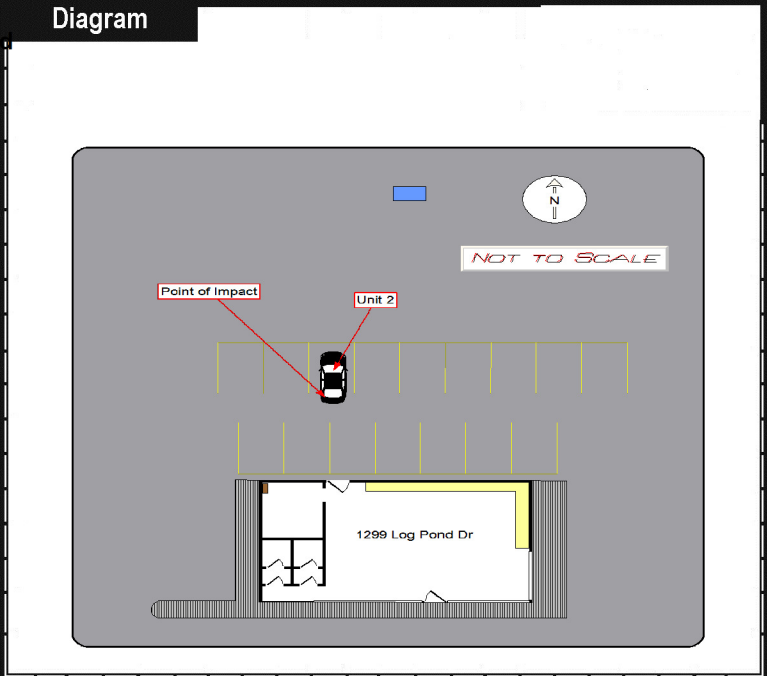 Diagram
d
N
NOT TO SCALE
Point of Impact
Unit 2
1299 Log Pond Dr